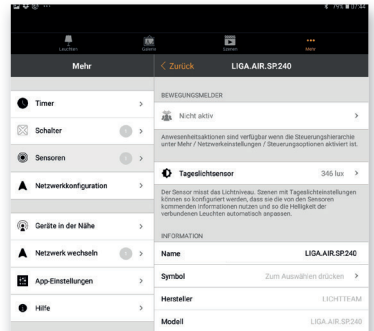 79% 07:44
Leuchten
Galerie
Szenen
Mehr
Mehr
Timer
Schalter
Sensoren
Netzwerkkonfiguration
Geräte in der Nähe
Netzwerk wechseln
App-Einstellungen
Hilfe
Zurück LIGA.AIR.SP.240
BEWEGUNGSMELDER
Nicht aktiv
Anwesenheitsaktionen sind verfügbar wenn die Steuerungshierarchie
unter Mehr / Netzwerkeinstellungen / Steuerungsoptionen aktiviert ist.
Tageslichtsensor 346 lux
Der Sensor misst das Lichtniveau. Szenen mit Tageslichteinstellungen
können so konfiguriert werden, dass sie die von den Sensoren
kommenden Informationen nutzen und so die Helligkeit der
verbundenen Leuchten automatisch anpassen.
INFORMATION
Name LIGA.AIR.SP.240
Symbol Zum Auswählen drücken
Hersteller LICHTTEAM
Modell LIGA.AIR.SP.240